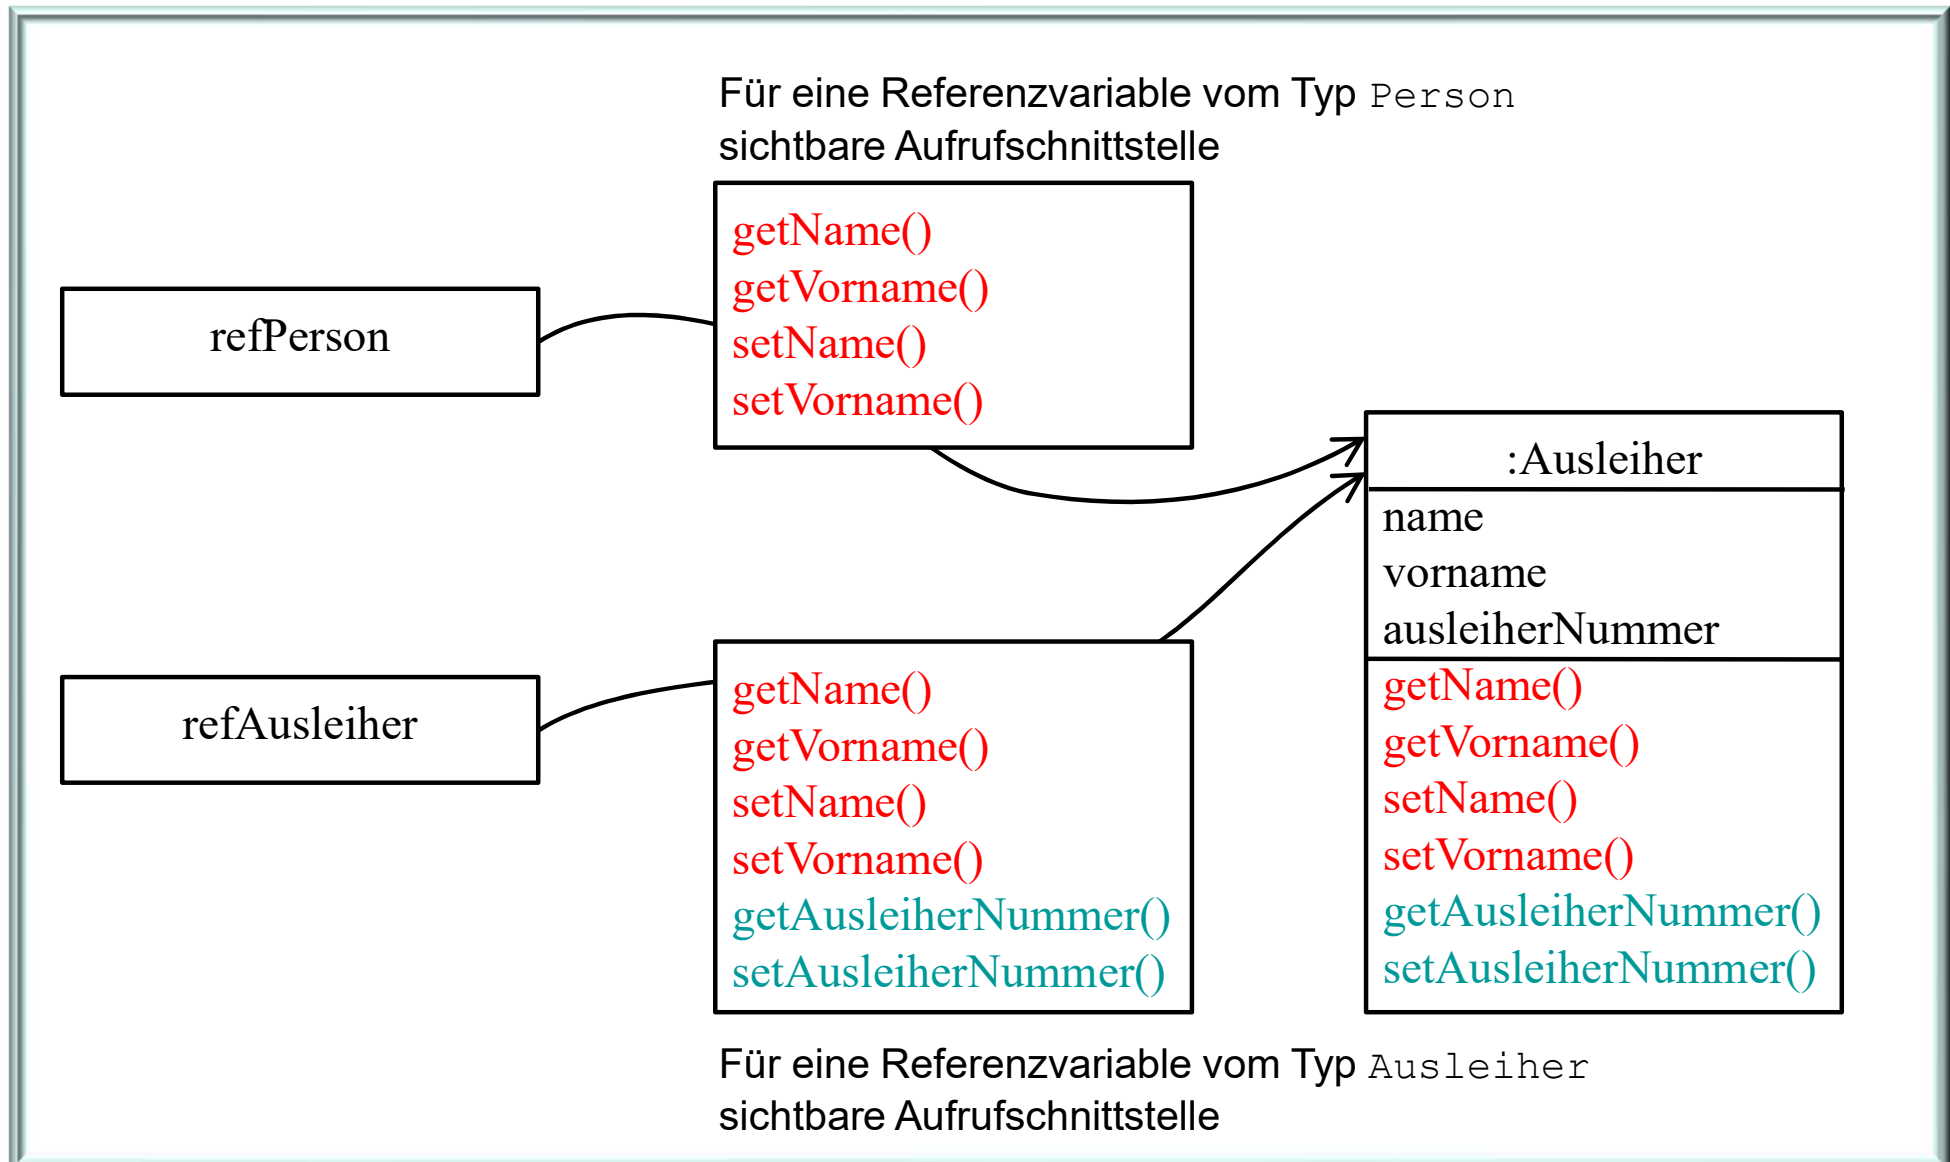 Für eine Referenzvariable vom Typ Person
sichtbare Aufrufschnittstelle
getName()
getVorname()
setName()
setVorname()
refPerson
:Ausleiher
name
vorname
ausleiherNummer
getName()
getVorname()
setName()
setVorname()
getAusleiherNummer()
setAusleiherNummer()
refAusleiher
getName()
getVorname()
setName()
setVorname()
getAusleiherNummer()
setAusleiherNummer()
Für eine Referenzvariable vom Typ Ausleiher
sichtbare Aufrufschnittstelle